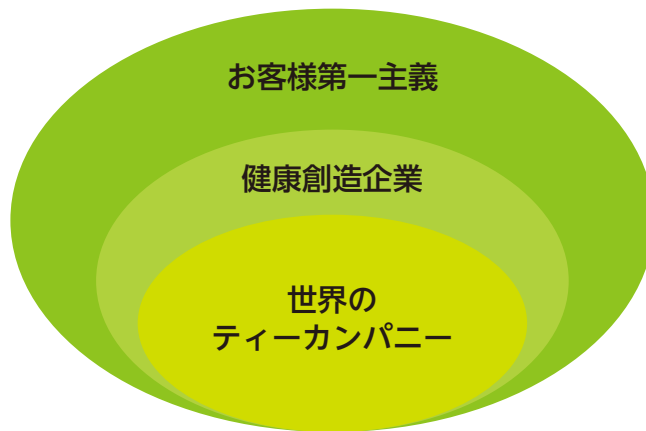 お客様第一主義
健康創造企業
世界の
ティーカンパニー